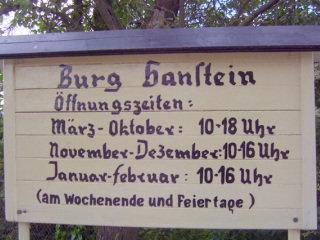 Burg Hanstein
Öffnungszeiten:
März-Oktober: 10-18 Uhr
November-Dezember: 10-16 Uhr
Januar-Februar: 10-16 Uhr
(am Wochenende und Feiertage)